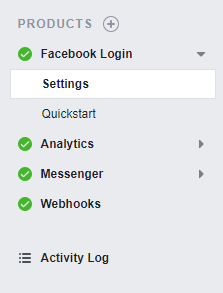 PRODUCTS
Facebook Login
Settings
Quickstart
Analytics
Messenger
Webhooks
Activity Log